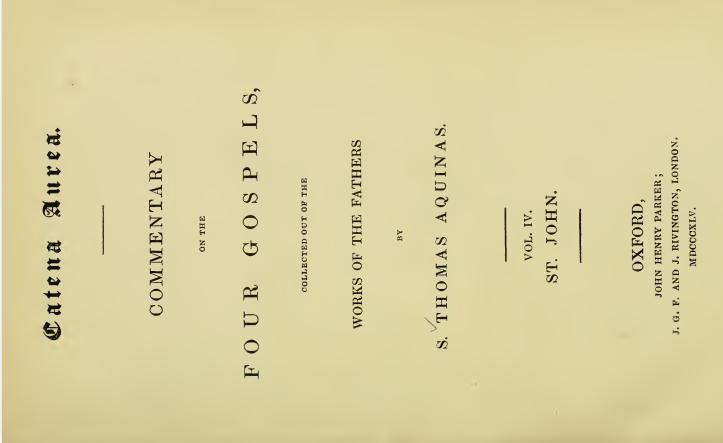 Catena Aurea.
COMMENTARY
ON THE
FOUR GOSPELS,
COLLECTED OUT OF THE
WORKS OF THE FATHERS
BY
S. THOMAS AQUINAS.
VOL. IV.
ST. JOHN.
OXFORD,
JOHN HENRY PARKER;
J. G. F. AND J. RIVINGTON, LONDON.
MDCCCXLV.